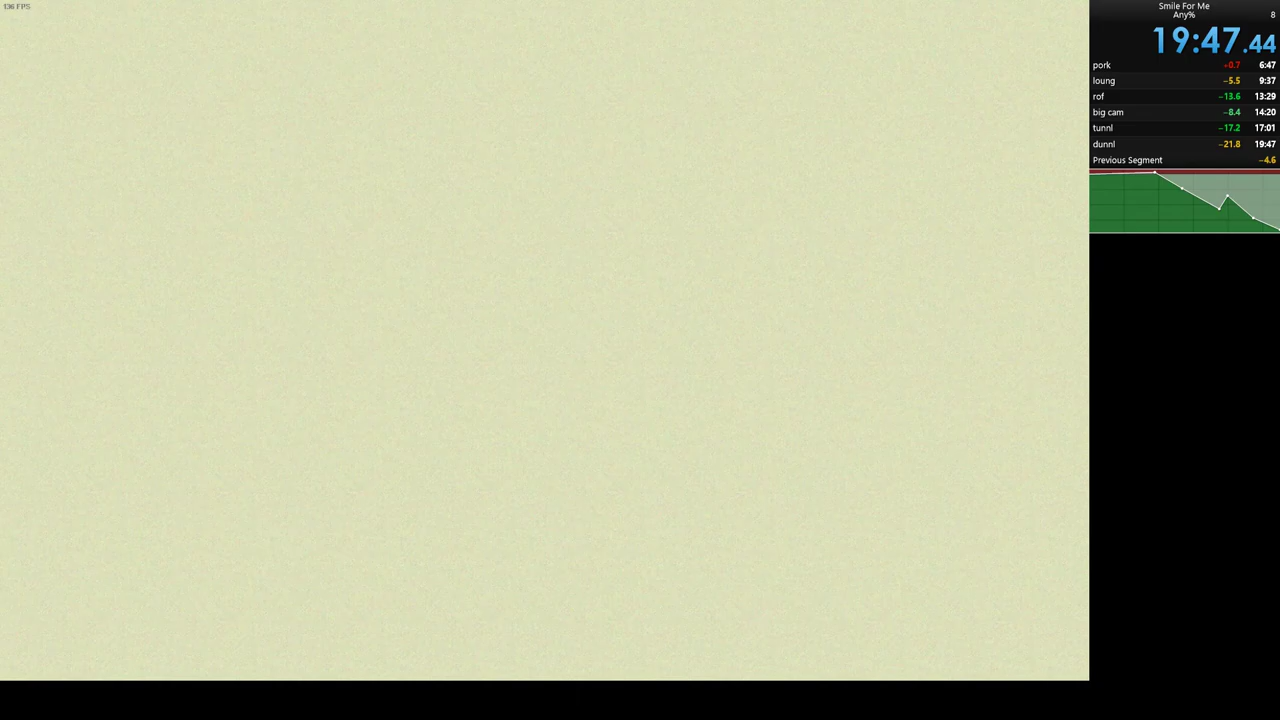 136 FPS
Smile For Me
Any% 8
19:47.44
pork +0.7 6:47
loung −5.5 9:37
rof −13.6 13:29
big cam −8.4 14:20
tunnl −17.2 17:01
dunnl −21.8 19:47
Previous Segment −4.6